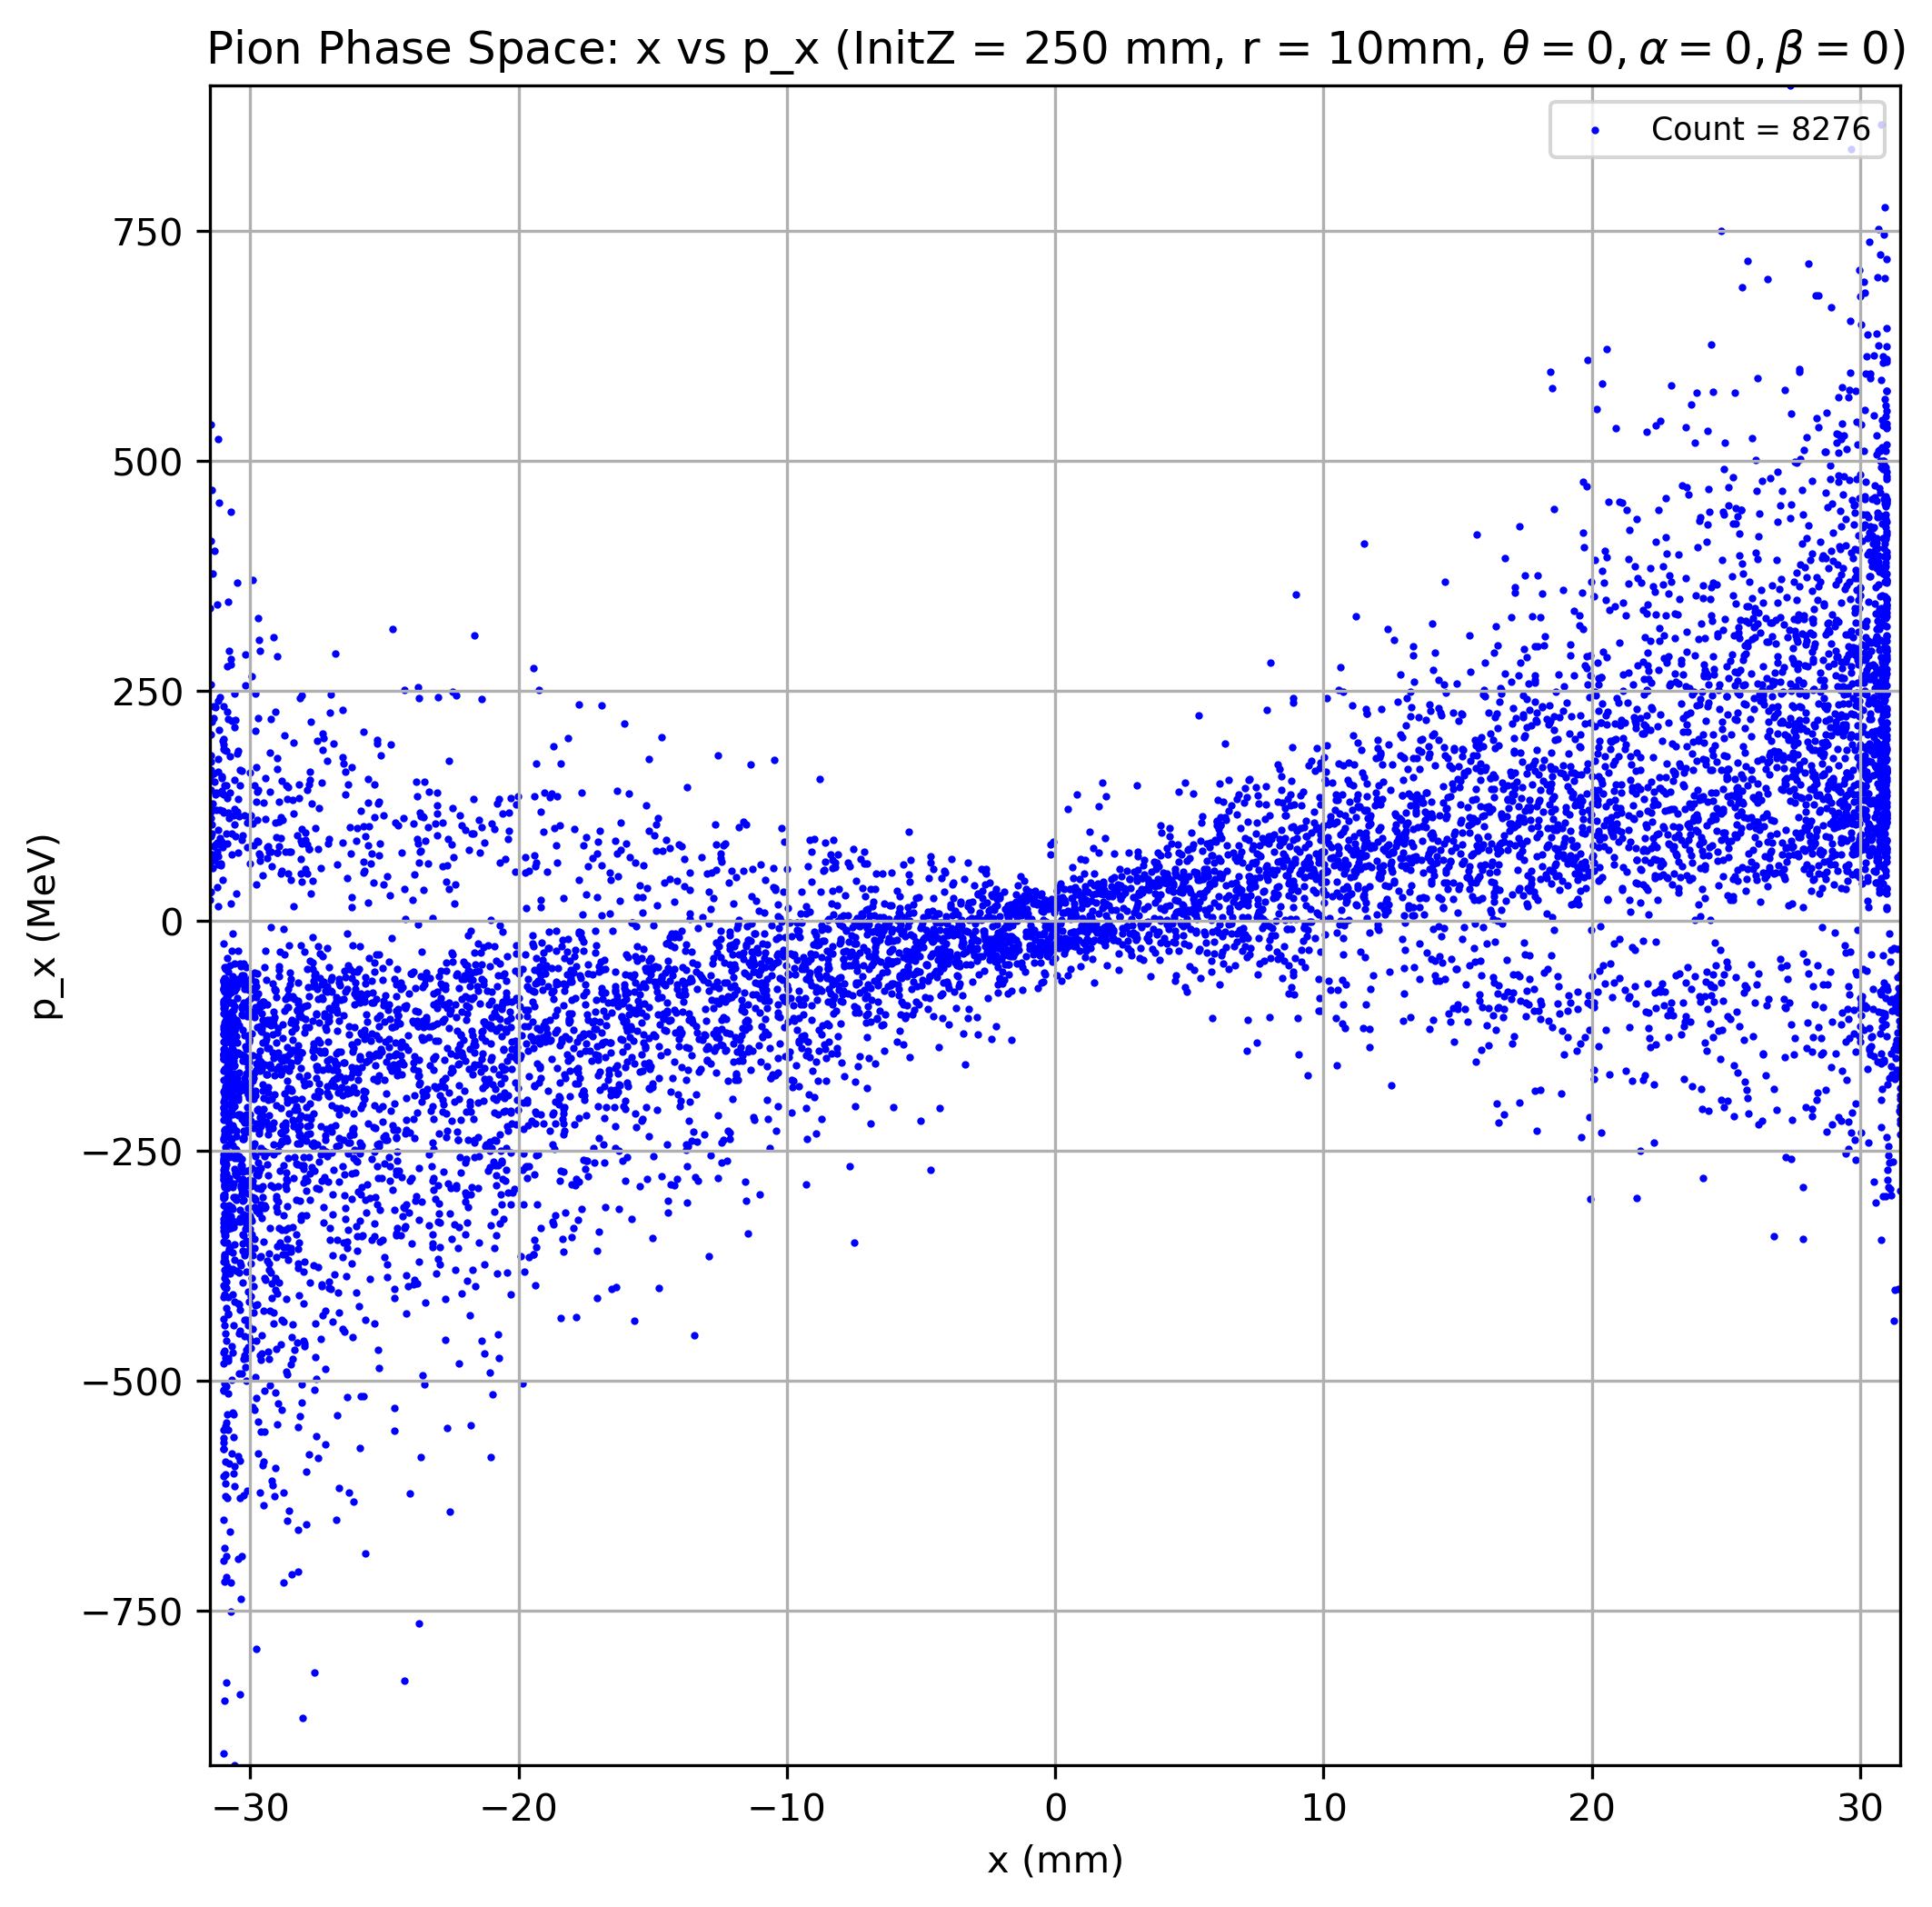 Pion Phase Space: x vs p_x (InitZ = 250 mm, r = 10mm, θ = 0, α = 0, β = 0)
Count = 8276
750
500
250
0
−250
−500
−750
p_x (MeV)
−30 −20 −10 0 10 20 30
x (mm)